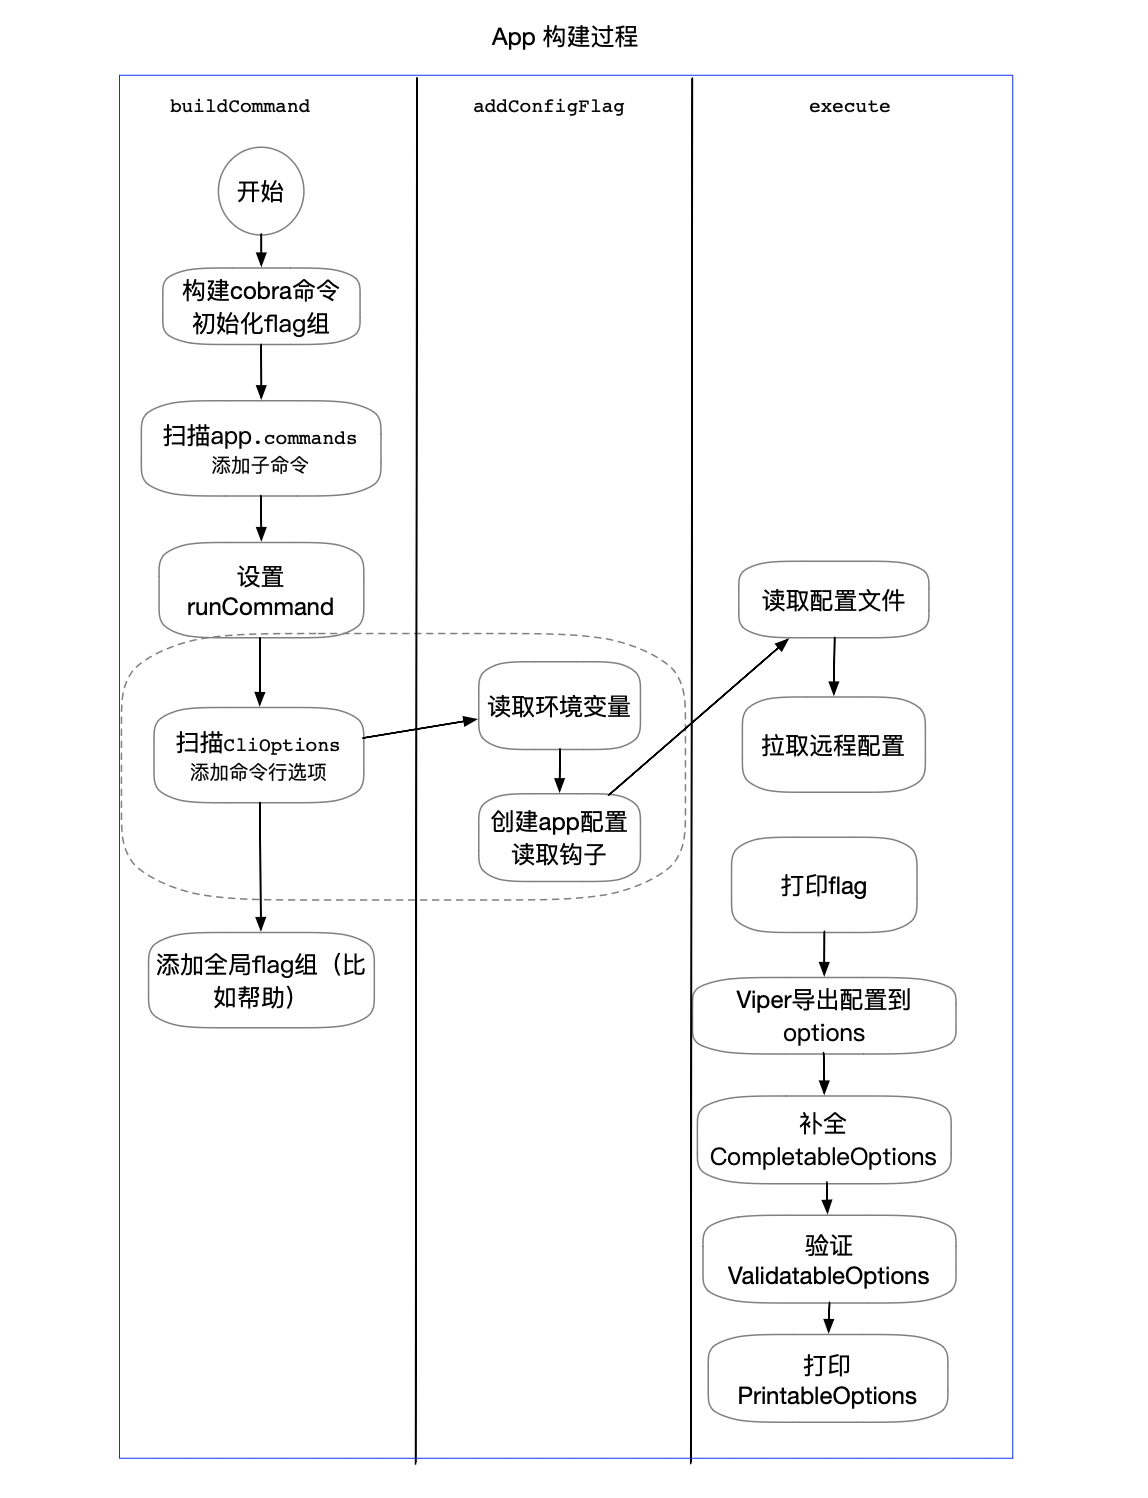 App 构建过程
buildCommand
addConfigFlag
execute
开始
构建cobra命令
初始化flag组
扫描app.commands
添加子命令
设置
runCommand
扫描CliOptions
添加命令行选项
添加全局flag组（比
如帮助）
读取环境变量
创建app配置
读取钩子
读取配置文件
拉取远程配置
打印flag
Viper导出配置到
options
补全
CompletableOptions
验证
ValidatableOptions
打印
PrintableOptions